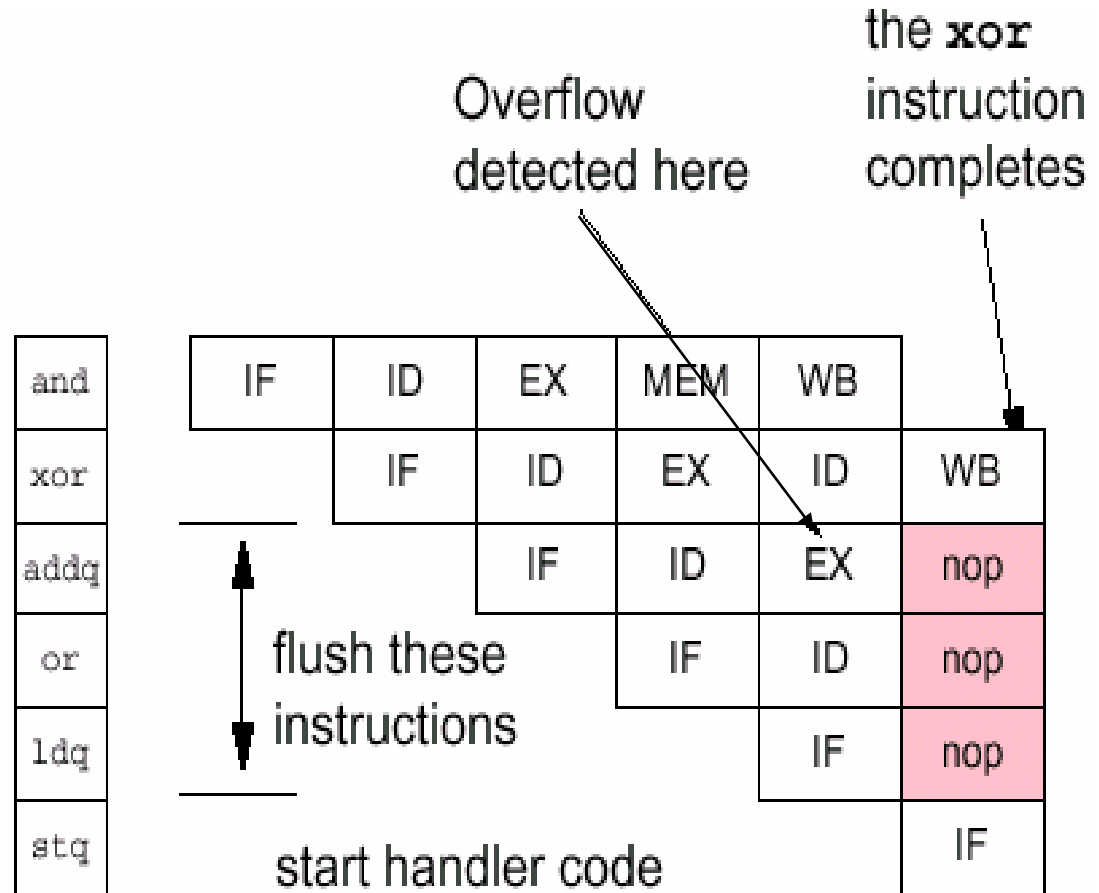 the xor
instruction
completes
Overflow
detected here
and IF ID EX MEM WB
xor IF ID EX ID WB
addq IF ID EX nop
or IF ID nop
flush these
instructions
ldq IF nop
stq IF
start handler code